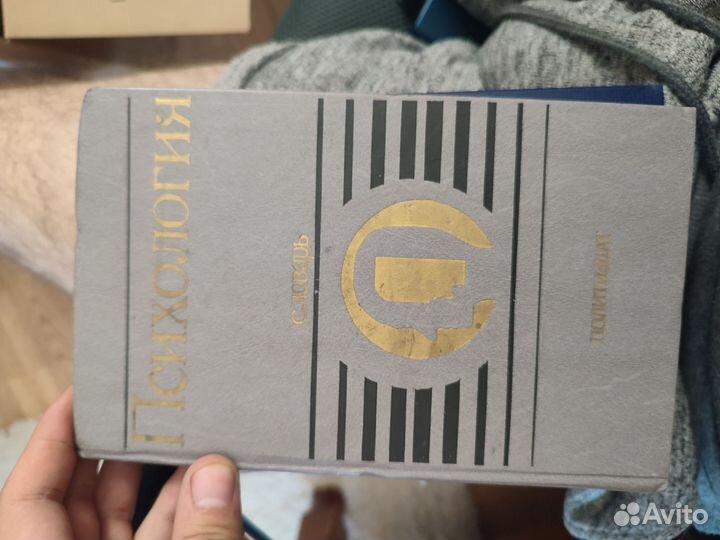 Психология
словарь
политиздат
Avito